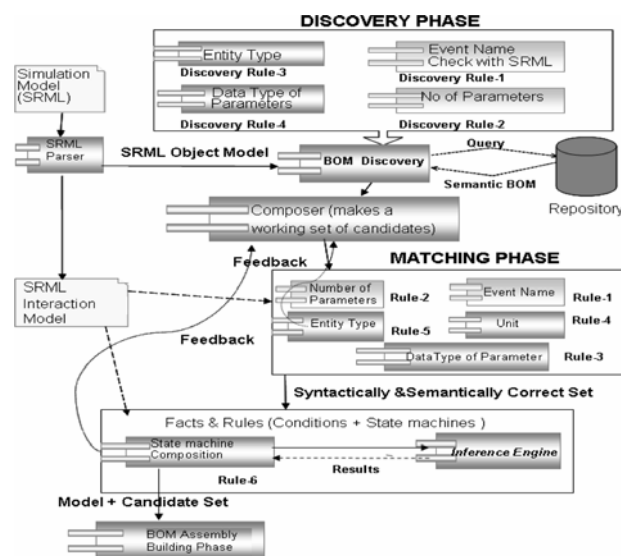 DISCOVERY PHASE
Entity Type
Discovery Rule-3
Event Name
Check with SRML
Discovery Rule-1
Data Type of
Parameters
Discovery Rule-4
No of Parameters
Discovery Rule-2
Simulation
Model
(SRML)
SRML
Parser
SRML Object Model
BOM Discovery
Query
Semantic BOM
Repository
Composer (makes a
working set of candidates)
Feedback
MATCHING PHASE
Number of
Parameters
Rule-2
Event Name
Rule-1
Entity Type
Rule-5
Unit
Rule-4
DataType of Parameter
Rule-3
SRML
Interaction
Model
Feedback
Syntactically &Semantically Correct Set
Facts & Rules (Conditions + State machines )
State machine
Composition
Rule-6
Inference Engine
Results
Model + Candidate Set
BOM Assembly
Building Phase